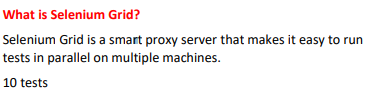 What is Selenium Grid?
Selenium Grid is a smart proxy server that makes it easy to run
tests in parallel on multiple machines.
10 tests